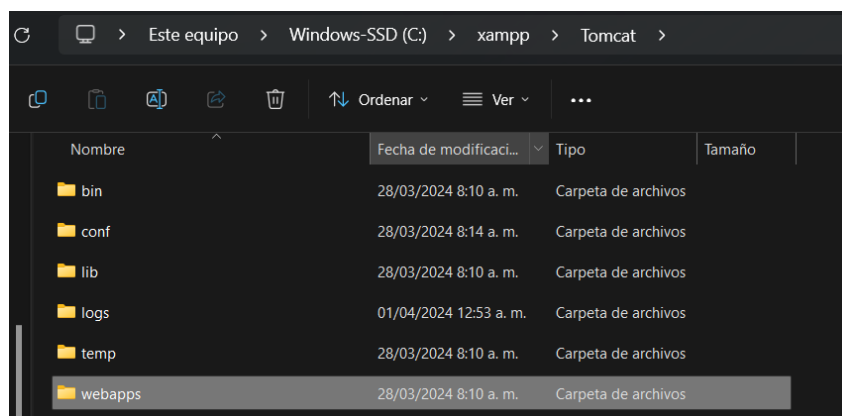 Este equipo > Windows-SSD (C:) > xampp > Tomcat >
Ordenar Ver ...
Nombre Fecha de modificaci... Tipo Tamaño
bin 28/03/2024 8:10 a. m. Carpeta de archivos
conf 28/03/2024 8:14 a. m. Carpeta de archivos
lib 28/03/2024 8:10 a. m. Carpeta de archivos
logs 01/04/2024 12:53 a. m. Carpeta de archivos
temp 28/03/2024 8:10 a. m. Carpeta de archivos
webapps 28/03/2024 8:10 a. m. Carpeta de archivos